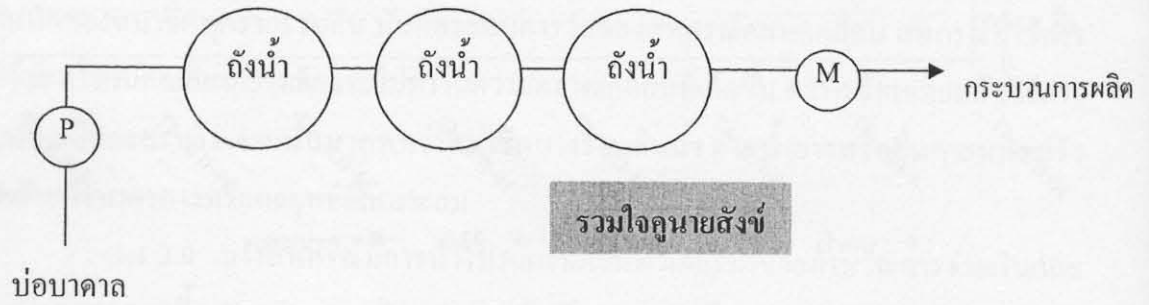 ถังน้ำ ถังน้ำ ถังน้ำ
M
กระบวนการผลิต
P
รวมใจคูนายสังข์
บ่อบาดาล